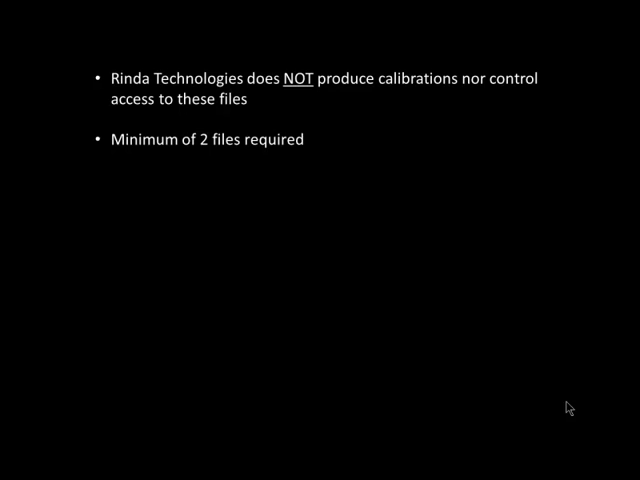 • Rinda Technologies does NOT produce calibrations nor control
access to these files
• Minimum of 2 files required